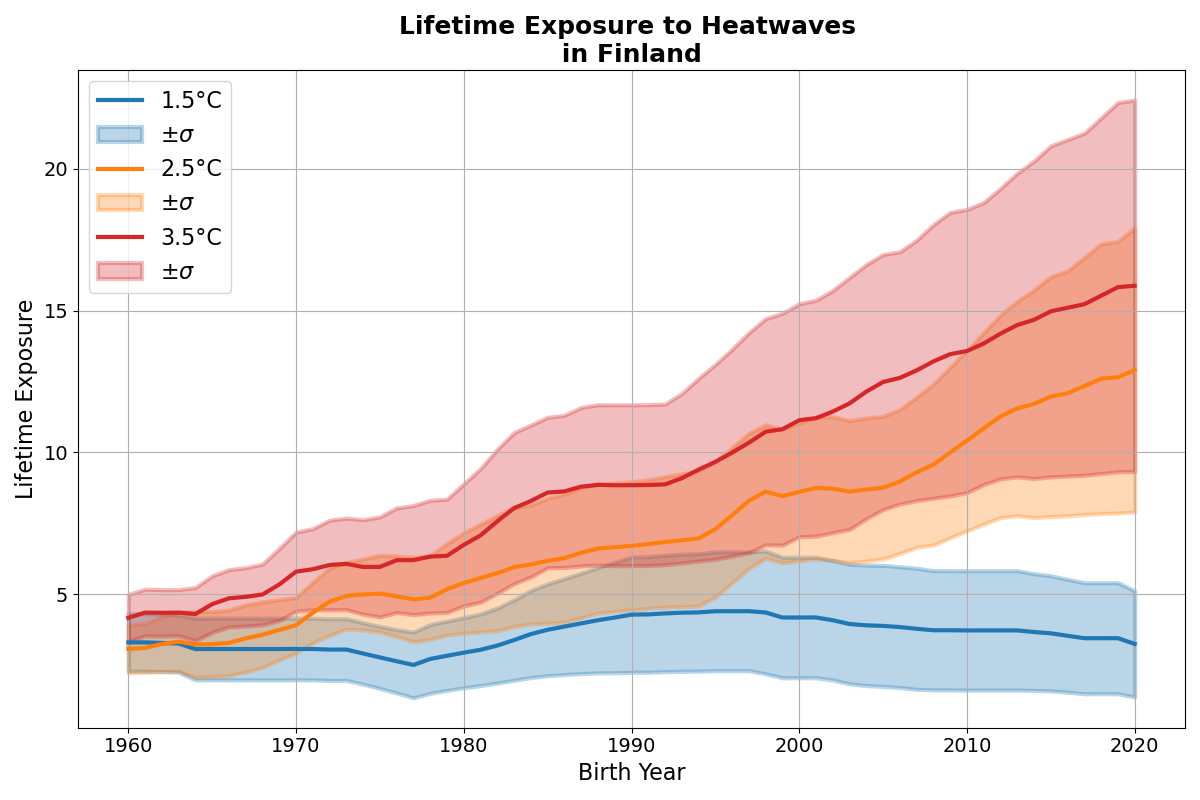 Lifetime Exposure to Heatwaves
in Finland
1.5°C
±σ
2.5°C
±σ
3.5°C
±σ
Lifetime Exposure
20
15
10
5
1960 1970 1980 1990 2000 2010 2020
Birth Year